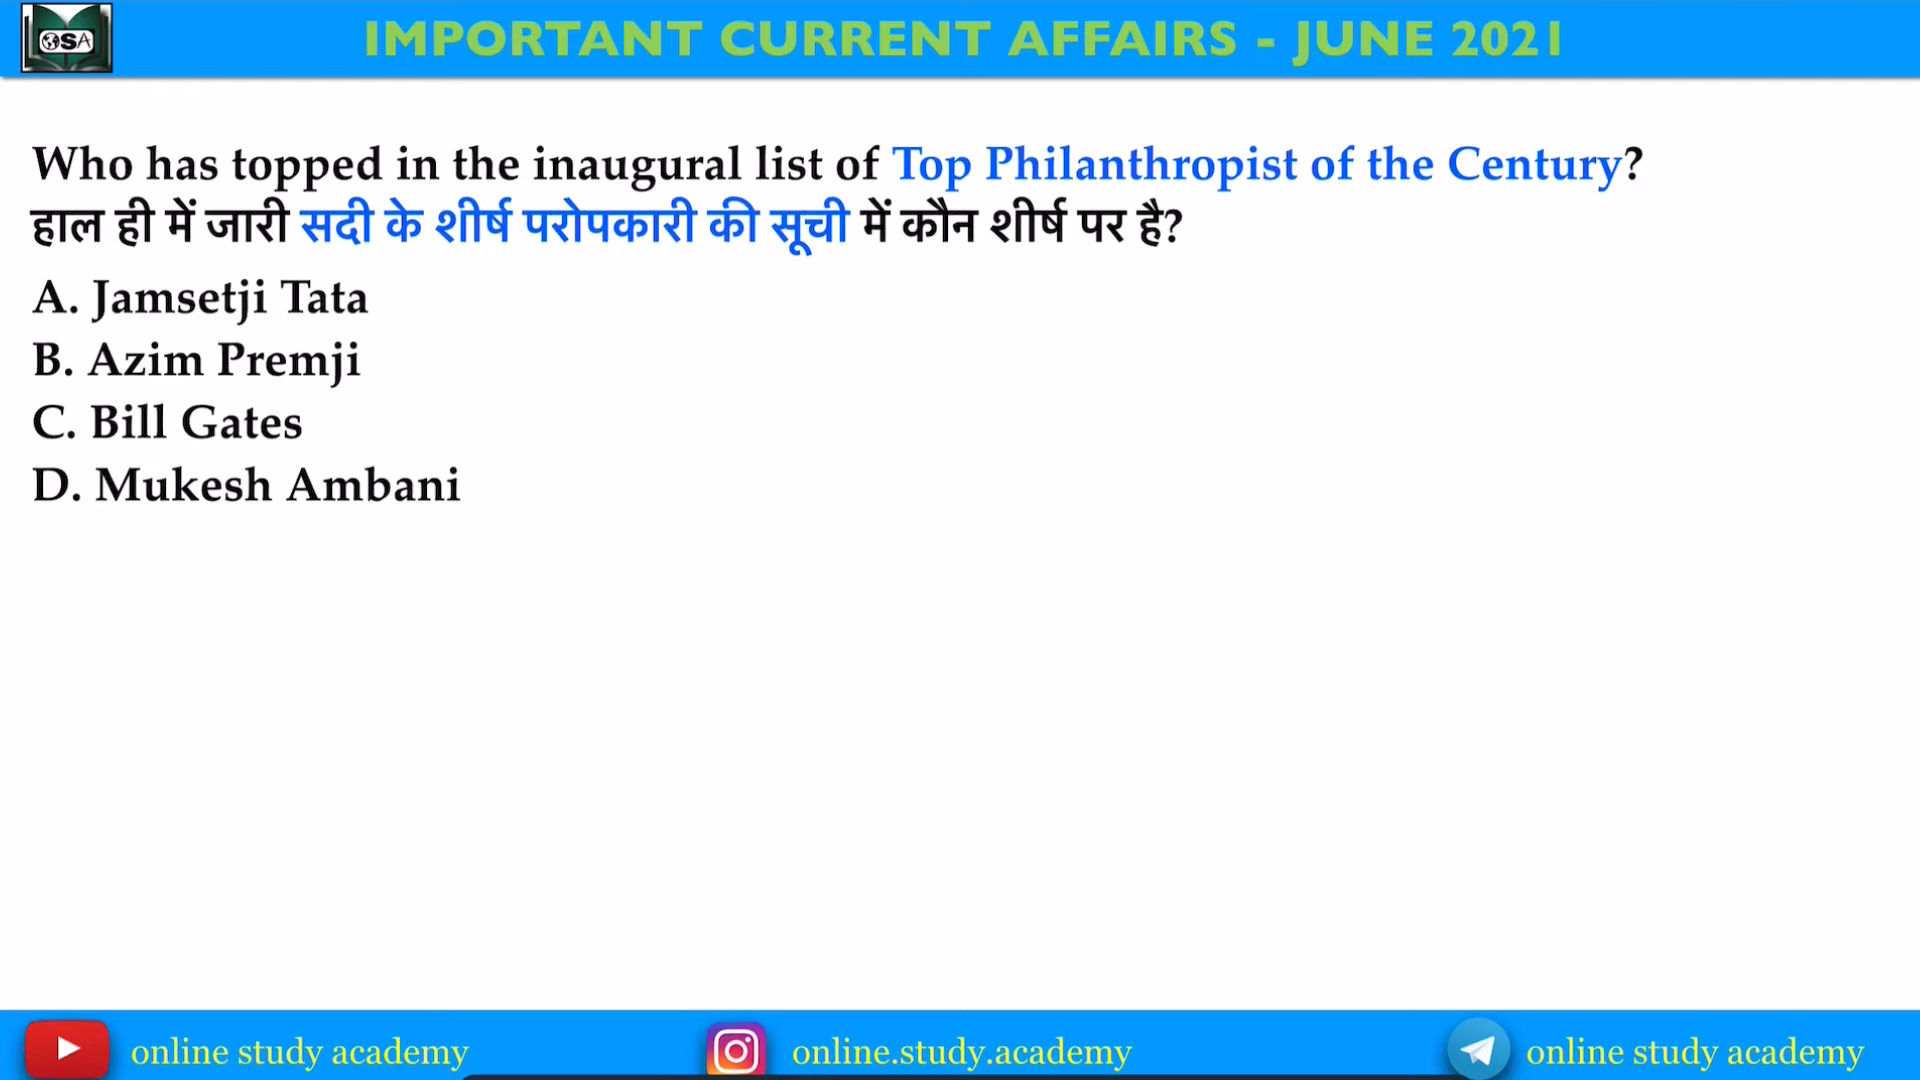 OSA
IMPORTANT CURRENT AFFAIRS - JUNE 2021
Who has topped in the inaugural list of Top Philanthropist of the Century?
हाल ही में जारी सदी के शीर्ष परोपकारी की सूची में कौन शीर्ष पर है?
A. Jamsetji Tata
B. Azim Premji
C. Bill Gates
D. Mukesh Ambani
online study academy
online.study.academy
online study academy